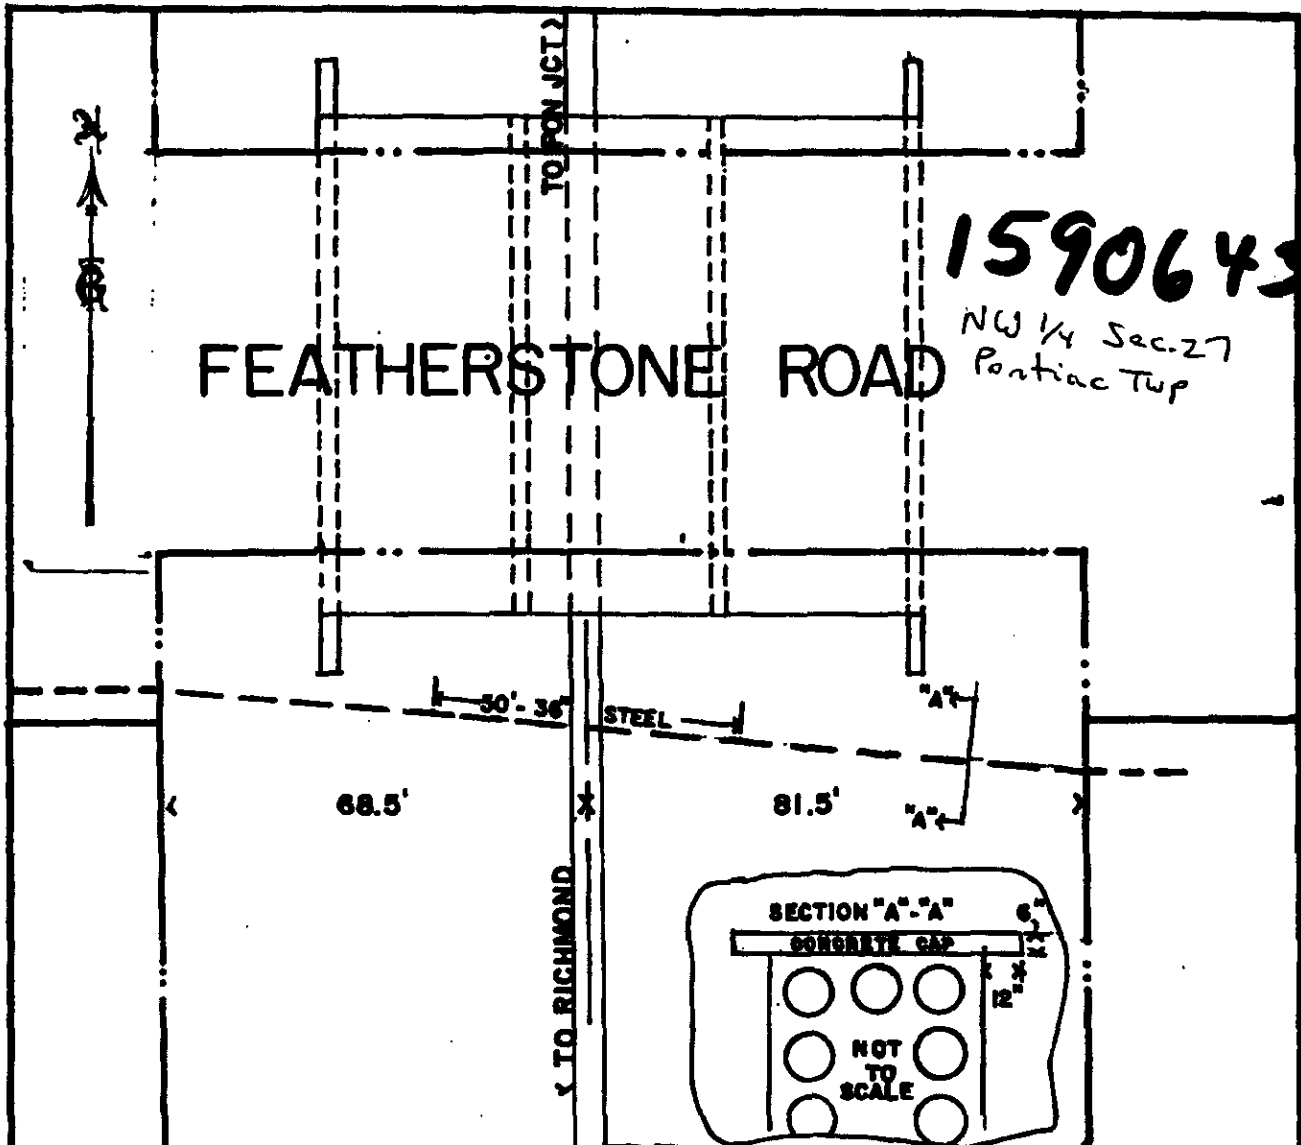 TO PON JCT>
1590643
NW 1/4 Sec.27
Pontiac Twp
FEATHERSTONE ROAD
50'-36" STEEL
"A"
68.5'
81.5'
"A"
< TO RICHMOND
SECTION "A"-"A"
6"
CONCRETE CAP
12"
NOT
TO
SCALE